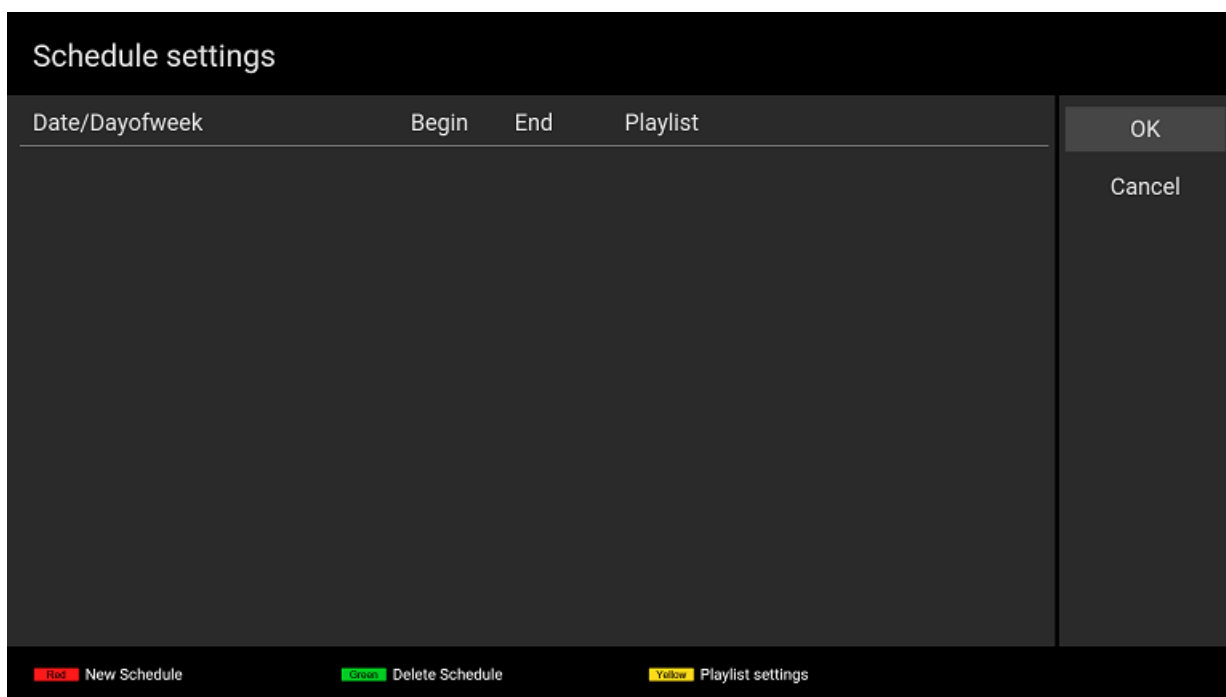 Schedule settings
Date/Dayofweek Begin End Playlist
OK
Cancel
Red New Schedule Green Delete Schedule Yellow Playlist settings